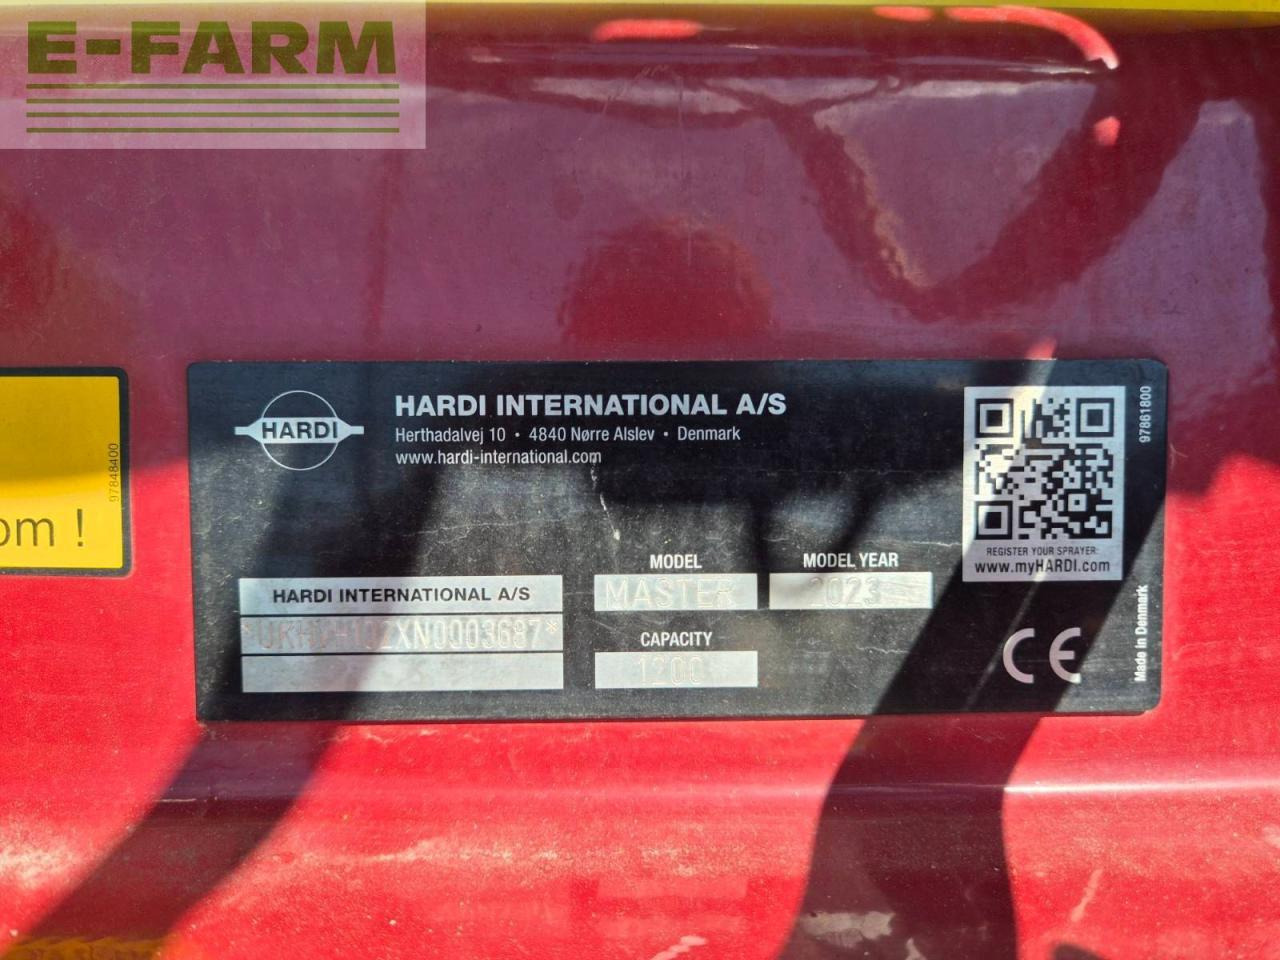 E-FARM
HARDI
HARDI INTERNATIONAL A/S
Herthadalvej 10 · 4840 Nørre Alslev · Denmark
www.hardi-international.com
97861800
REGISTER YOUR SPRAYER:
www.myHARDI.com
97848400
om !
MODEL
MASTER
MODEL YEAR
2023
HARDI INTERNATIONAL A/S
CAPACITY
1200
CE
Made in Denmark